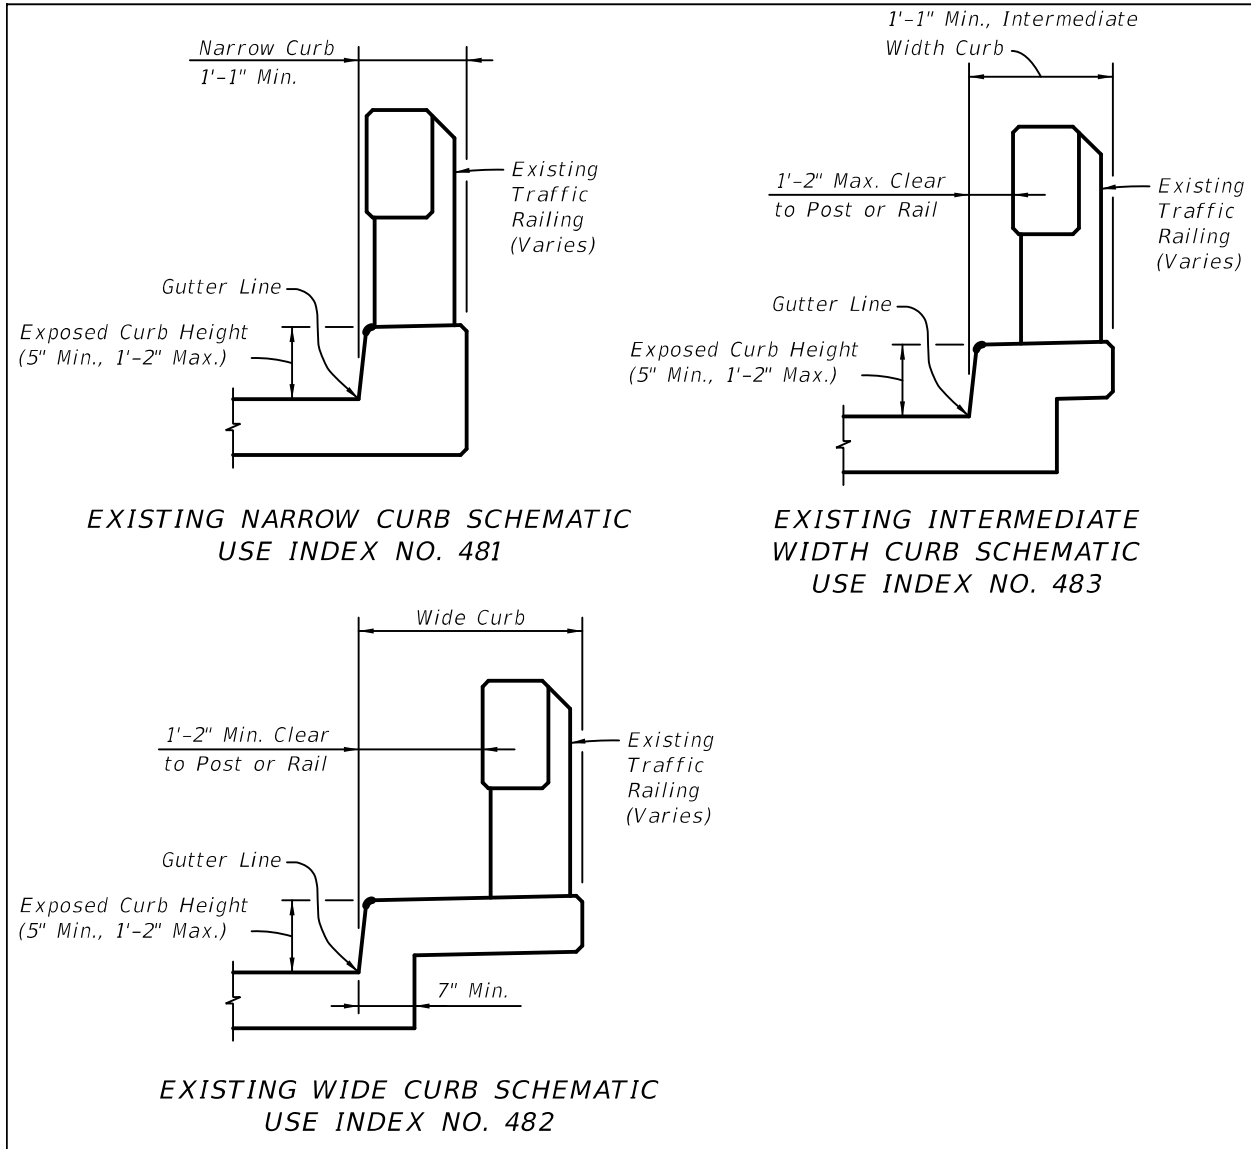 Narrow Curb
1'-1" Min.
Existing
Traffic
Railing
(Varies)
Gutter Line
Exposed Curb Height
(5" Min., 1'-2" Max.)
EXISTING NARROW CURB SCHEMATIC
USE INDEX NO. 481
1'-1" Min., Intermediate
Width Curb
1'-2" Max. Clear
to Post or Rail
Existing
Traffic
Railing
(Varies)
Gutter Line
Exposed Curb Height
(5" Min., 1'-2" Max.)
EXISTING INTERMEDIATE
WIDTH CURB SCHEMATIC
USE INDEX NO. 483
Wide Curb
1'-2" Min. Clear
to Post or Rail
Existing
Traffic
Railing
(Varies)
Gutter Line
Exposed Curb Height
(5" Min., 1'-2" Max.)
7" Min.
EXISTING WIDE CURB SCHEMATIC
USE INDEX NO. 482